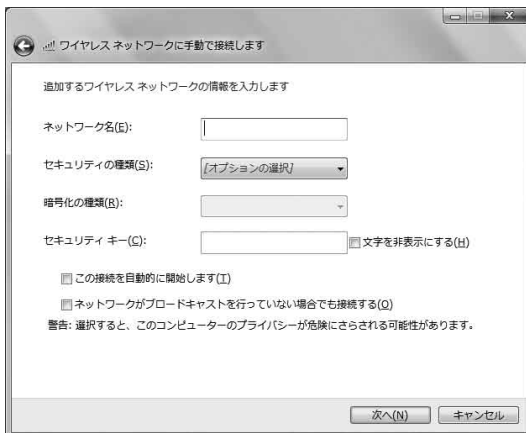 ワイヤレス ネットワークに手動で接続します
追加するワイヤレス ネットワークの情報を入力します
ネットワーク名(E):
セキュリティの種類(S):
[オプションの選択]
暗号化の種類(R):
セキュリティ キー(C):
文字を非表示にする(H)
この接続を自動的に開始します(T)
ネットワークがブロードキャストを行っていない場合でも接続する(O)
警告: 選択すると、このコンピューターのプライバシーが危険にさらされる可能性があります。
次へ(N)
キャンセル